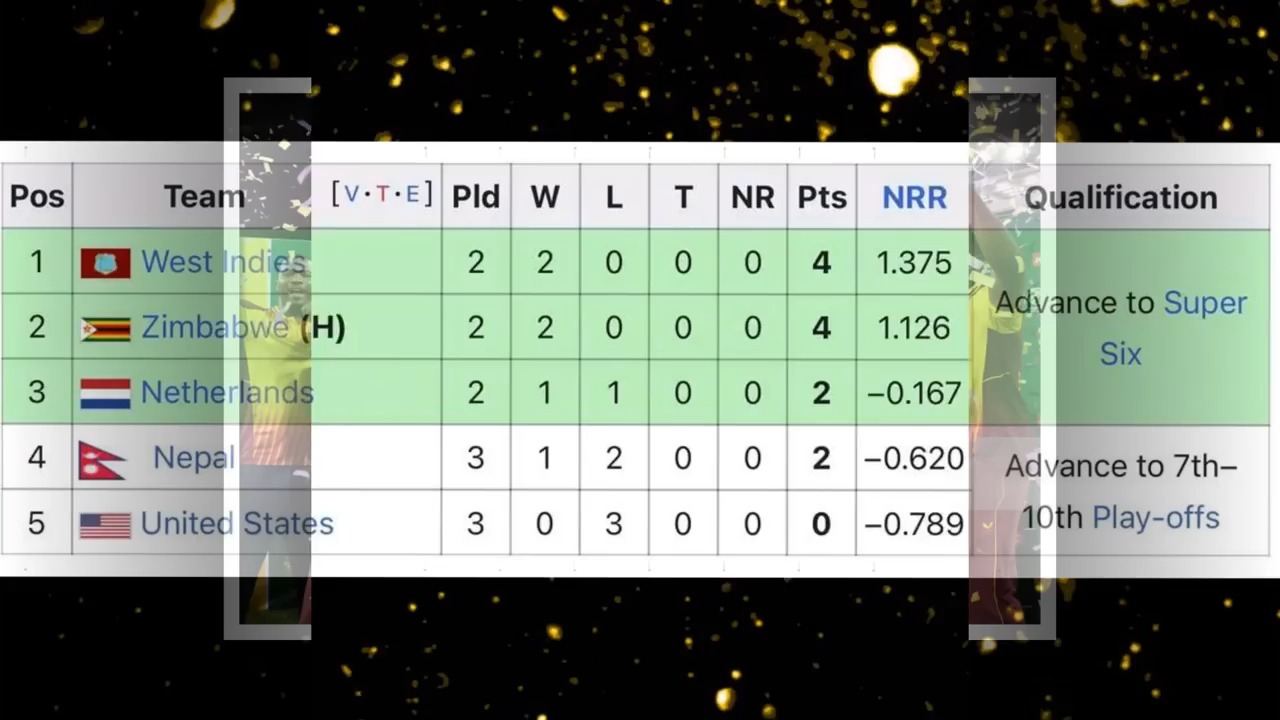 Pos Team [V·T·E] Pld W L T NR Pts NRR Qualification
1 West Indies 2 2 0 0 0 4 1.375
2 Zimbabwe (H) 2 2 0 0 0 4 1.126
3 Netherlands 2 1 1 0 0 2 −0.167
Advance to Super
Six
4 Nepal 3 1 2 0 0 2 −0.620
5 United States 3 0 3 0 0 0 −0.789
Advance to 7th–
10th Play-offs